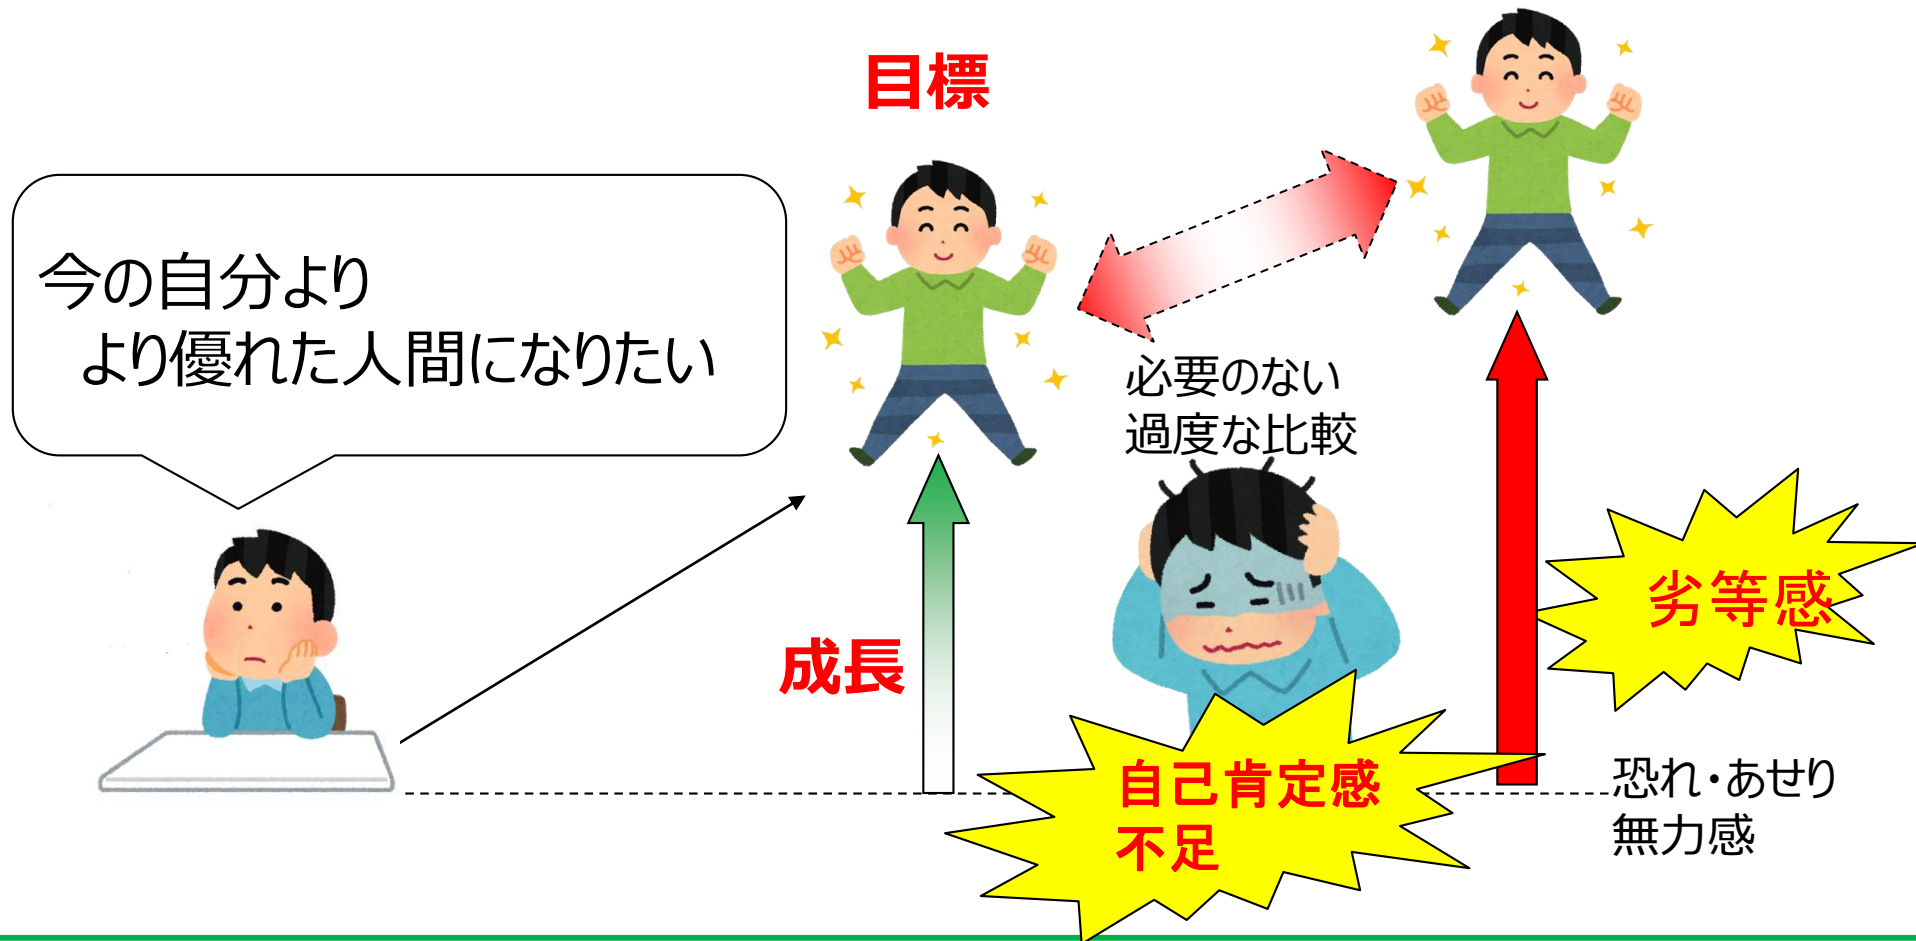 目標
今の自分より
より優れた人間になりたい
必要のない
過度な比較
劣等感
成長
自己肯定感
不足
恐れ・あせり
無力感